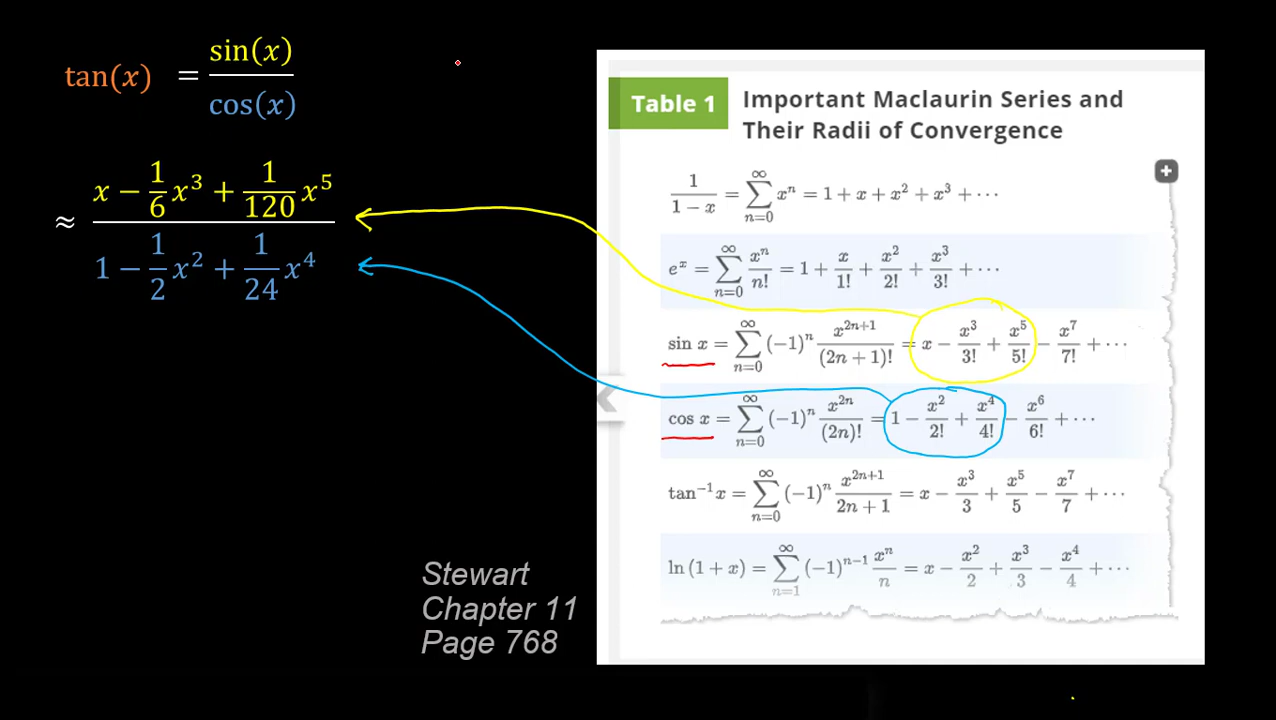 tan(x) = sin(x)/cos(x)
≈ (x − 1/6 x³ + 1/120 x⁵)/(1 − 1/2 x² + 1/24 x⁴)
Stewart
Chapter 11
Page 768
Table 1 Important Maclaurin Series and
Their Radii of Convergence
1/(1 − x) = ∑_{n=0}^{∞} xⁿ = 1 + x + x² + x³ + ⋯
eˣ = ∑_{n=0}^{∞} xⁿ/n! = 1 + x/1! + x²/2! + x³/3! + ⋯
sin x = ∑_{n=0}^{∞} (−1)ⁿ x^{2n+1}/(2n + 1)! = x − x³/3! + x⁵/5! − x⁷/7! + ⋯
cos x = ∑_{n=0}^{∞} (−1)ⁿ x^{2n}/(2n)! = 1 − x²/2! + x⁴/4! − x⁶/6! + ⋯
tan⁻¹x = ∑_{n=0}^{∞} (−1)ⁿ x^{2n+1}/(2n + 1) = x − x³/3 + x⁵/5 − x⁷/7 + ⋯
ln (1 + x) = ∑_{n=1}^{∞} (−1)^{n−1} xⁿ/n = x − x²/2 + x³/3 − x⁴/4 + ⋯